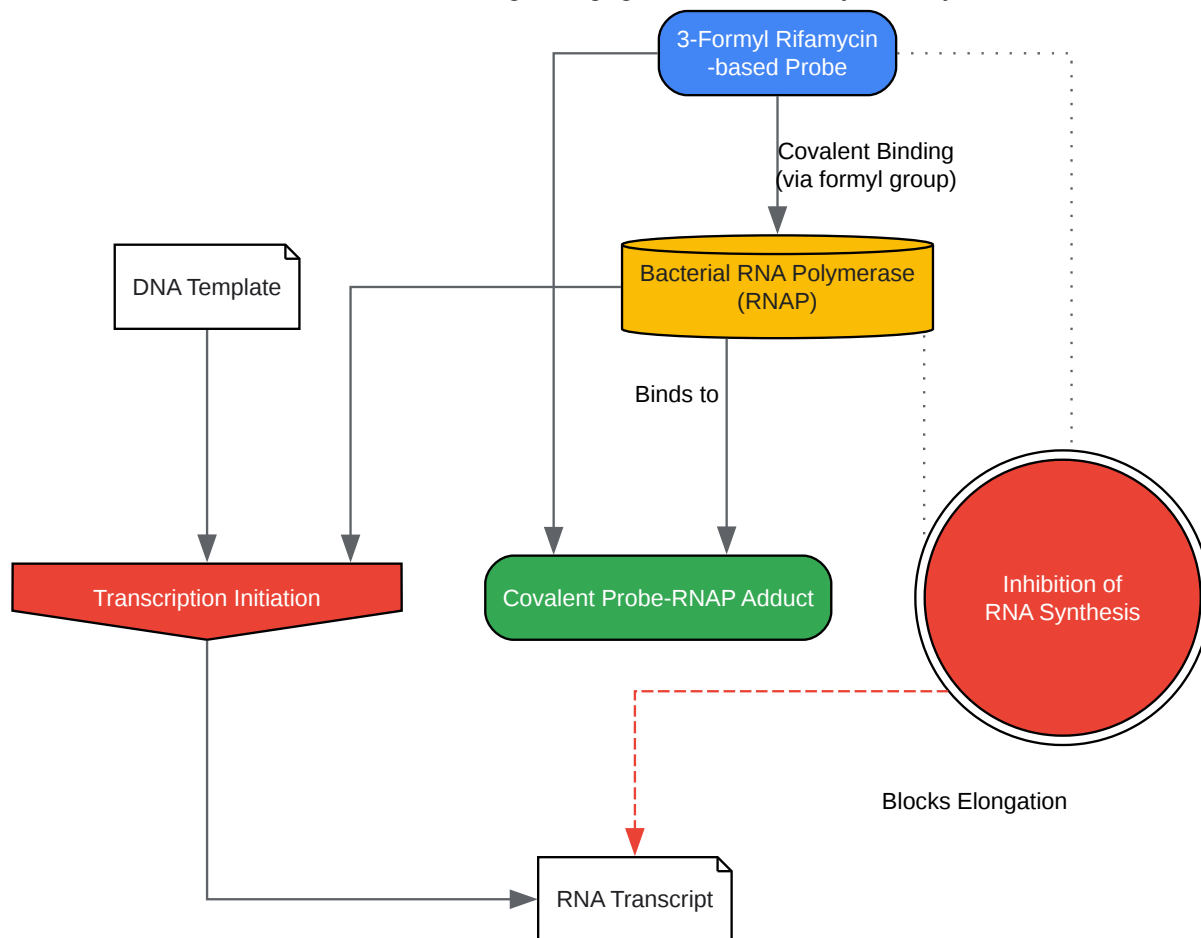 3-Formyl Rifamycin
-based Probe
Covalent Binding
(via formyl group)
DNA Template
Bacterial RNA Polymerase
(RNAP)
Binds to
Transcription Initiation
Covalent Probe-RNAP Adduct
Inhibition of
RNA Synthesis
Blocks Elongation
RNA Transcript